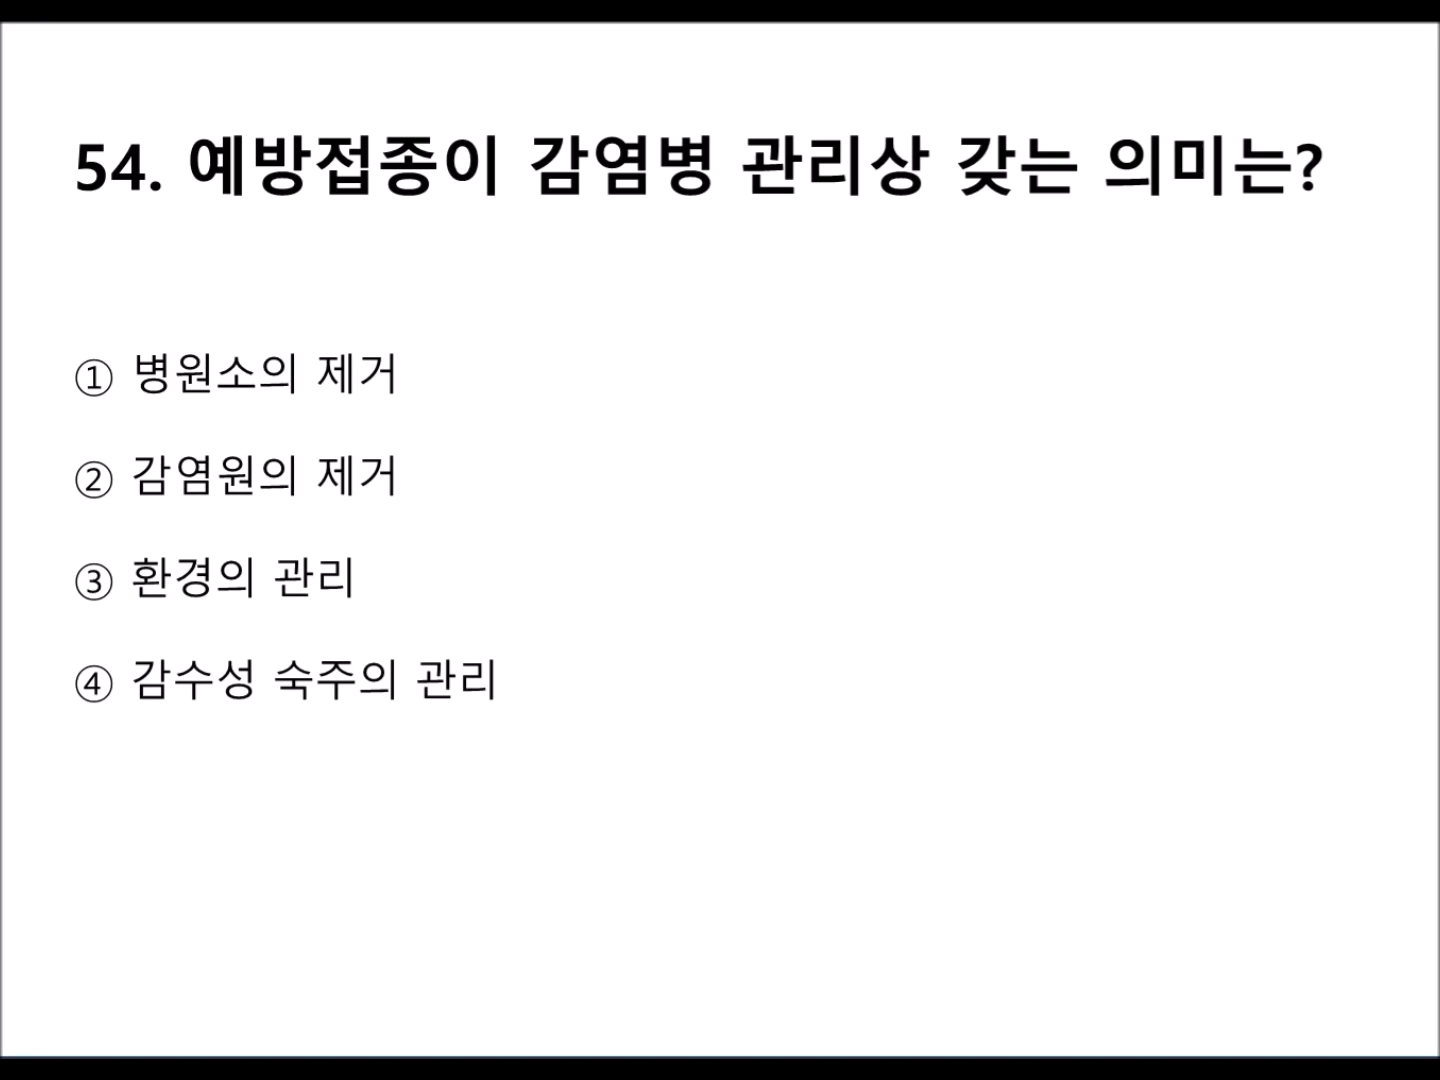 54. 예방접종이 감염병 관리상 갖는 의미는?
① 병원소의 제거
② 감염원의 제거
③ 환경의 관리
④ 감수성 숙주의 관리